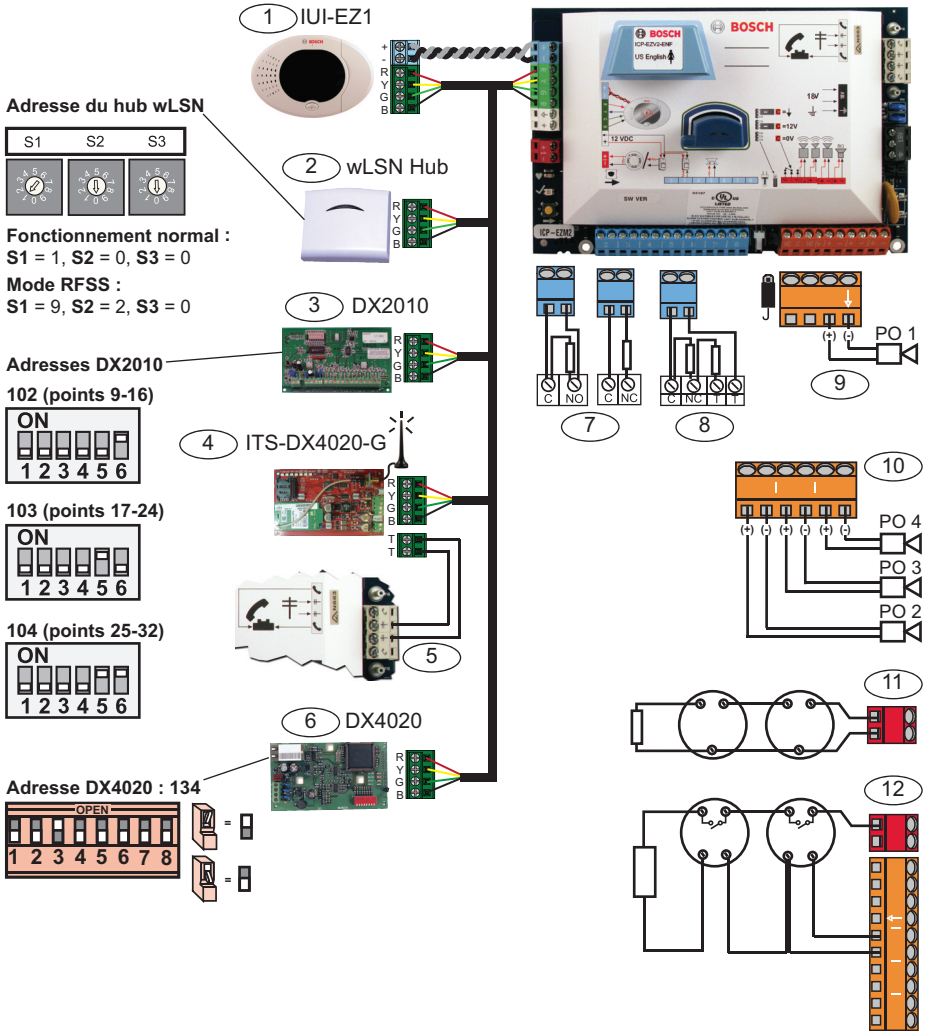 1 IUI-EZ1
BOSCH
+
-
R
Y
G
B
BOSCH
ICP-EZV2-ENF
US English
BOSCH
18V
12 VDC
=12V
=0V
SW VER
LISTED
ICP - EZM2
Adresse du hub wLSN
S1 S2 S3
Fonctionnement normal :
S1 = 1, S2 = 0, S3 = 0
Mode RFSS :
S1 = 9, S2 = 2, S3 = 0
2 wLSN Hub
R
Y
G
B
3 DX2010
R
Y
G
B
Adresses DX2010
102 (points 9-16)
ON
1 2 3 4 5 6
103 (points 17-24)
ON
1 2 3 4 5 6
104 (points 25-32)
ON
1 2 3 4 5 6
4 ITS-DX4020-G
R
Y
G
B
T
T
5
6 DX4020
R
Y
G
B
Adresse DX4020 : 134
OPEN
1 2 3 4 5 6 7 8
=
=
C NO
C NC
7
C NC T T
8
(+) (-)
PO 1
9
10
(+) (-) (+) (-) (+) (-)
PO 4
PO 3
PO 2
11
12